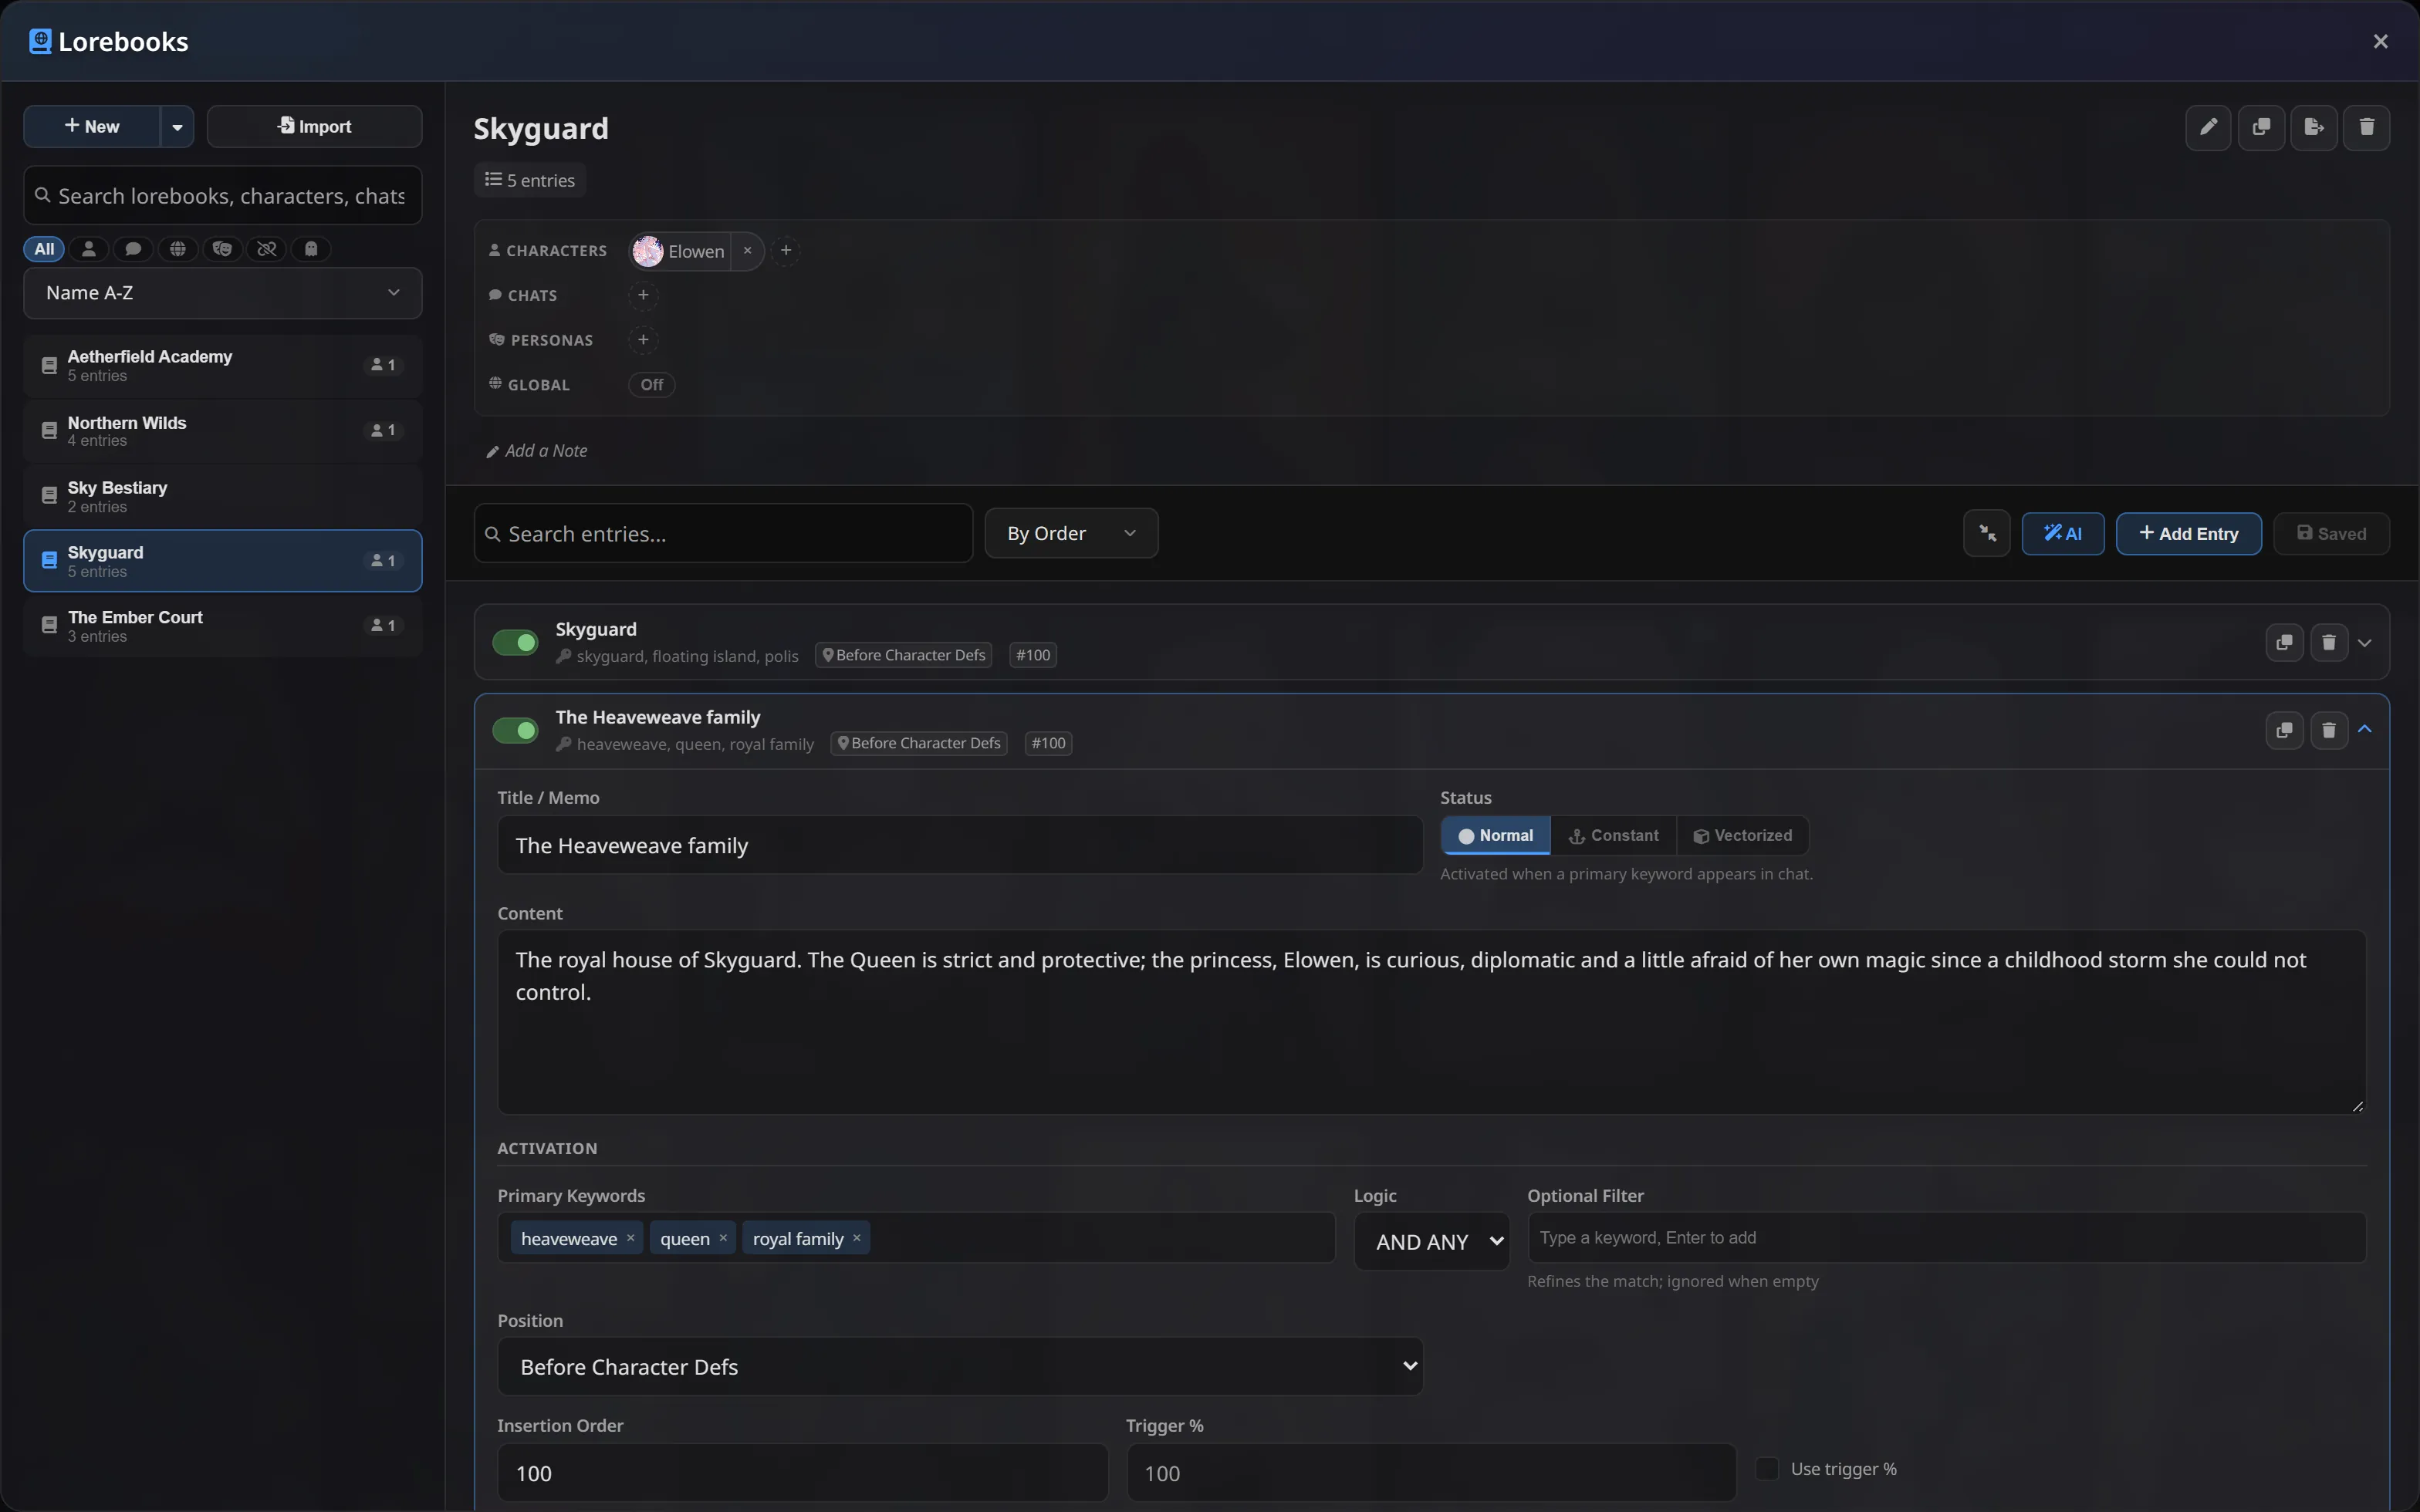 Lorebooks
New
Import
Search lorebooks, characters, chats
All
Name A-Z
Aetherfield Academy
5 entries
1
Northern Wilds
4 entries
1
Sky Bestiary
2 entries
Skyguard
5 entries
1
The Ember Court
3 entries
1
Skyguard
5 entries
CHARACTERS
Elowen
CHATS
PERSONAS
GLOBAL
Off
Add a Note
Search entries...
By Order
AI
Add Entry
Saved
Skyguard
skyguard, floating island, polis
Before Character Defs
#100
The Heaveweave family
heaveweave, queen, royal family
Before Character Defs
#100
Title / Memo
The Heaveweave family
Status
Normal
Constant
Vectorized
Activated when a primary keyword appears in chat.
Content
The royal house of Skyguard. The Queen is strict and protective; the princess, Elowen, is curious, diplomatic and a little afraid of her own magic since a childhood storm she could not
control.
ACTIVATION
Primary Keywords
heaveweave
queen
royal family
Logic
AND ANY
Optional Filter
Type a keyword, Enter to add
Refines the match; ignored when empty
Position
Before Character Defs
Insertion Order
100
Trigger %
100
Use trigger %